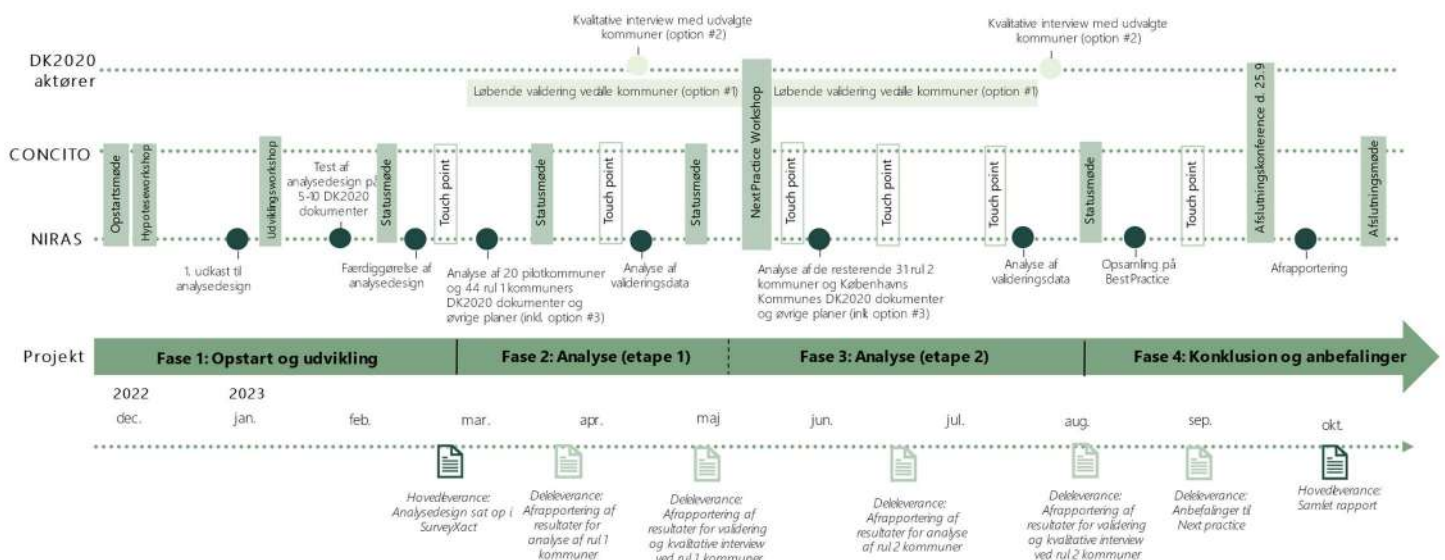 Kvalitative interview med udvalgte
kommuner (option #2)
Kvalitative interview med udvalgte
kommuner (option #2)
DK2020
aktører
Løbende validering ved alle kommuner (option #1)
Løbende validering ved alle kommuner (option #1)
CONCITO
Opstartsmøde
Hypoteseworkshop
Udviklingsworkshop
Test af
analysedesign på
5-10 DK2020
dokumenter
Statusmøde
Touch point
Statusmøde
Touch point
Statusmøde
Next Practice Workshop
Touch point
Touch point
Touch point
Statusmøde
Touch point
Afslutningskonference d. 25.9
Afslutningsmøde
NIRAS
1. udkast til
analysedesign
Færdiggørelse af
analysedesign
Analyse af 20 pilotkommuner
og 44 rul 1 kommuners
DK2020 dokumenter og
øvrige planer (inkl. option #3)
Analyse af
valideringsdata
Analyse af de resterende 31 rul 2
kommuner og Københavns
Kommunes DK2020 dokumenter
og øvrige planer (ink option #3)
Analyse af
valideringsdata
Opsamling på
Best Practice
Afrapportering
Projekt
Fase 1: Opstart og udvikling
Fase 2: Analyse (etape 1)
Fase 3: Analyse (etape 2)
Fase 4: Konklusion og anbefalinger
2022
2023
dec.
jan.
feb.
mar.
apr.
maj
jun.
jul.
aug.
sep.
okt.
Hovedleverance:
Analysedesign sat op i
SurveyXact
Deleleverance:
Afrapportering af
resultater for
analyse af rul 1
kommuner
Deleleverance:
Afrapportering af
resultater for validering
og kvalitative interview
ved rul 1 kommuner
Deleleverance:
Afrapportering af
resultater for analyse
af rul 2 kommuner
Deleleverance:
Afrapportering af
resultater for validering
og kvalitative interview
ved rul 2 kommuner
Deleleverance:
Anbefalinger til
Next practice
Hovedleverance:
Samlet rapport